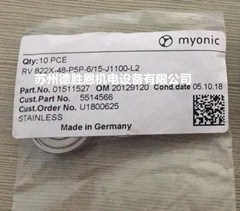 myonic
Qty: 10 PCE
RV 822X-48-P5P-6/15-J1100-L2
苏州德胜恩机电设备有限公司
Part.no. 01511527 OM 20129120 Cond.date 05.10.18
Cust.Part.No. 5514566
Cust.Order No. U1800625
STAINLESS
Made in Germany